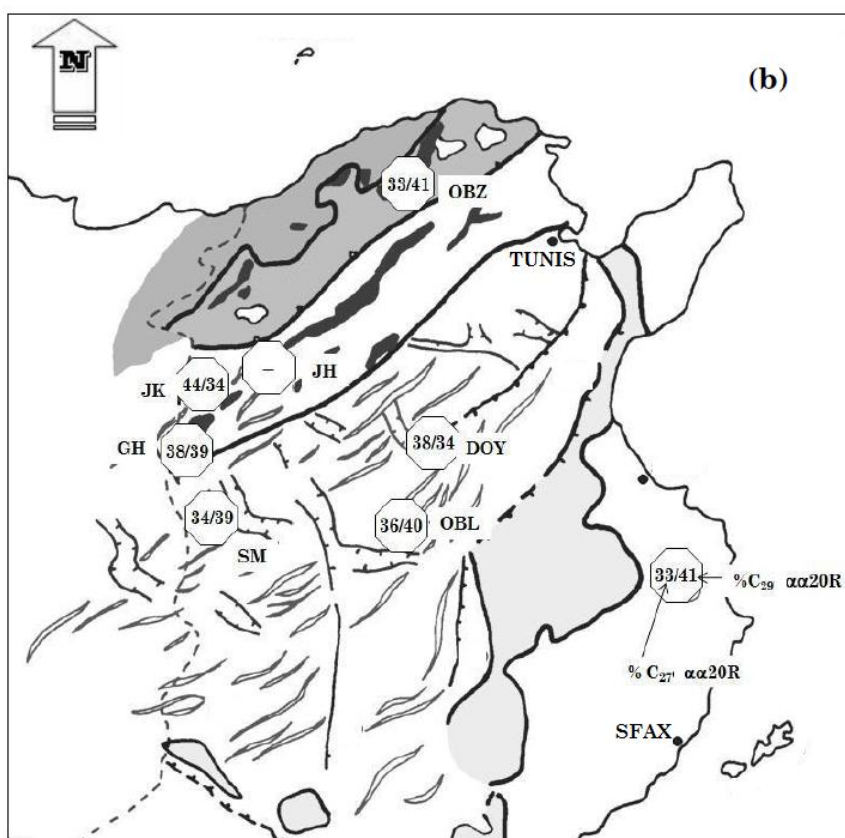 N
(b)
33/41
OBZ
TUNIS
–
JH
JK
44/34
GH
38/39
38/34
DOY
34/39
SM
36/40
OBL
33/41
%C29 αα20R
%C27 αα20R
SFAX